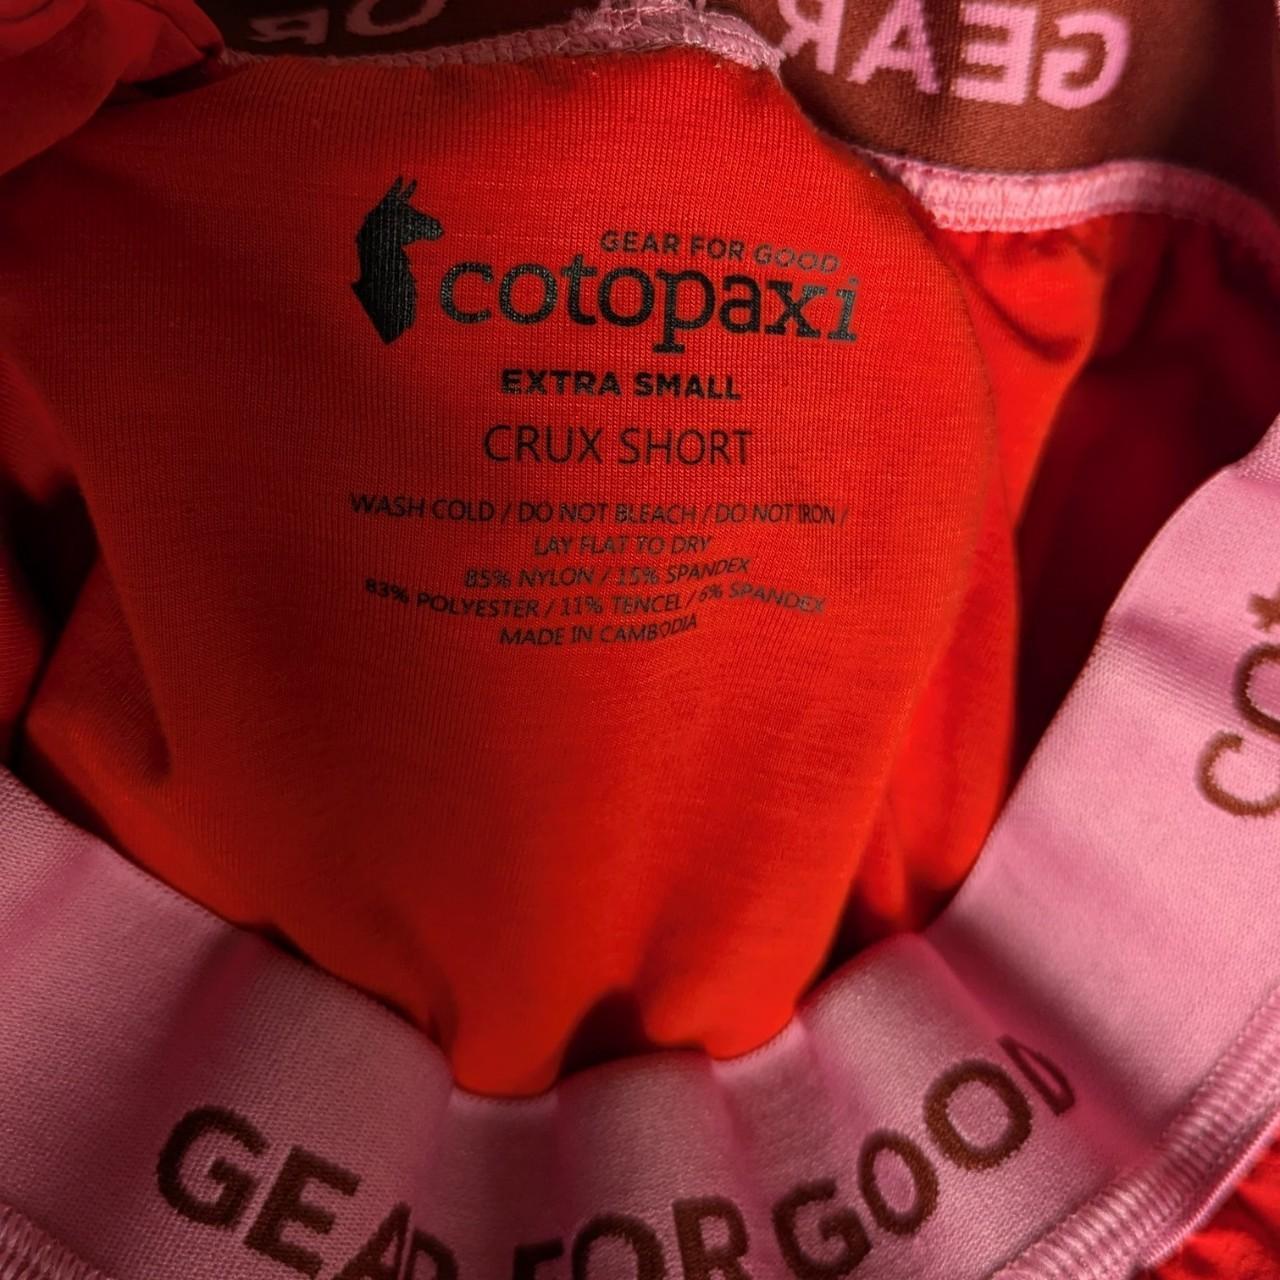 GEAR
GEAR FOR GOOD
cotopaxi
EXTRA SMALL
CRUX SHORT
WASH COLD / DO NOT BLEACH / DO NOT IRON /
LAY FLAT TO DRY
85% NYLON / 15% SPANDEX
83% POLYESTER / 11% TENCEL / 6% SPANDEX
MADE IN CAMBODIA
cot
GEAR FOR GOOD